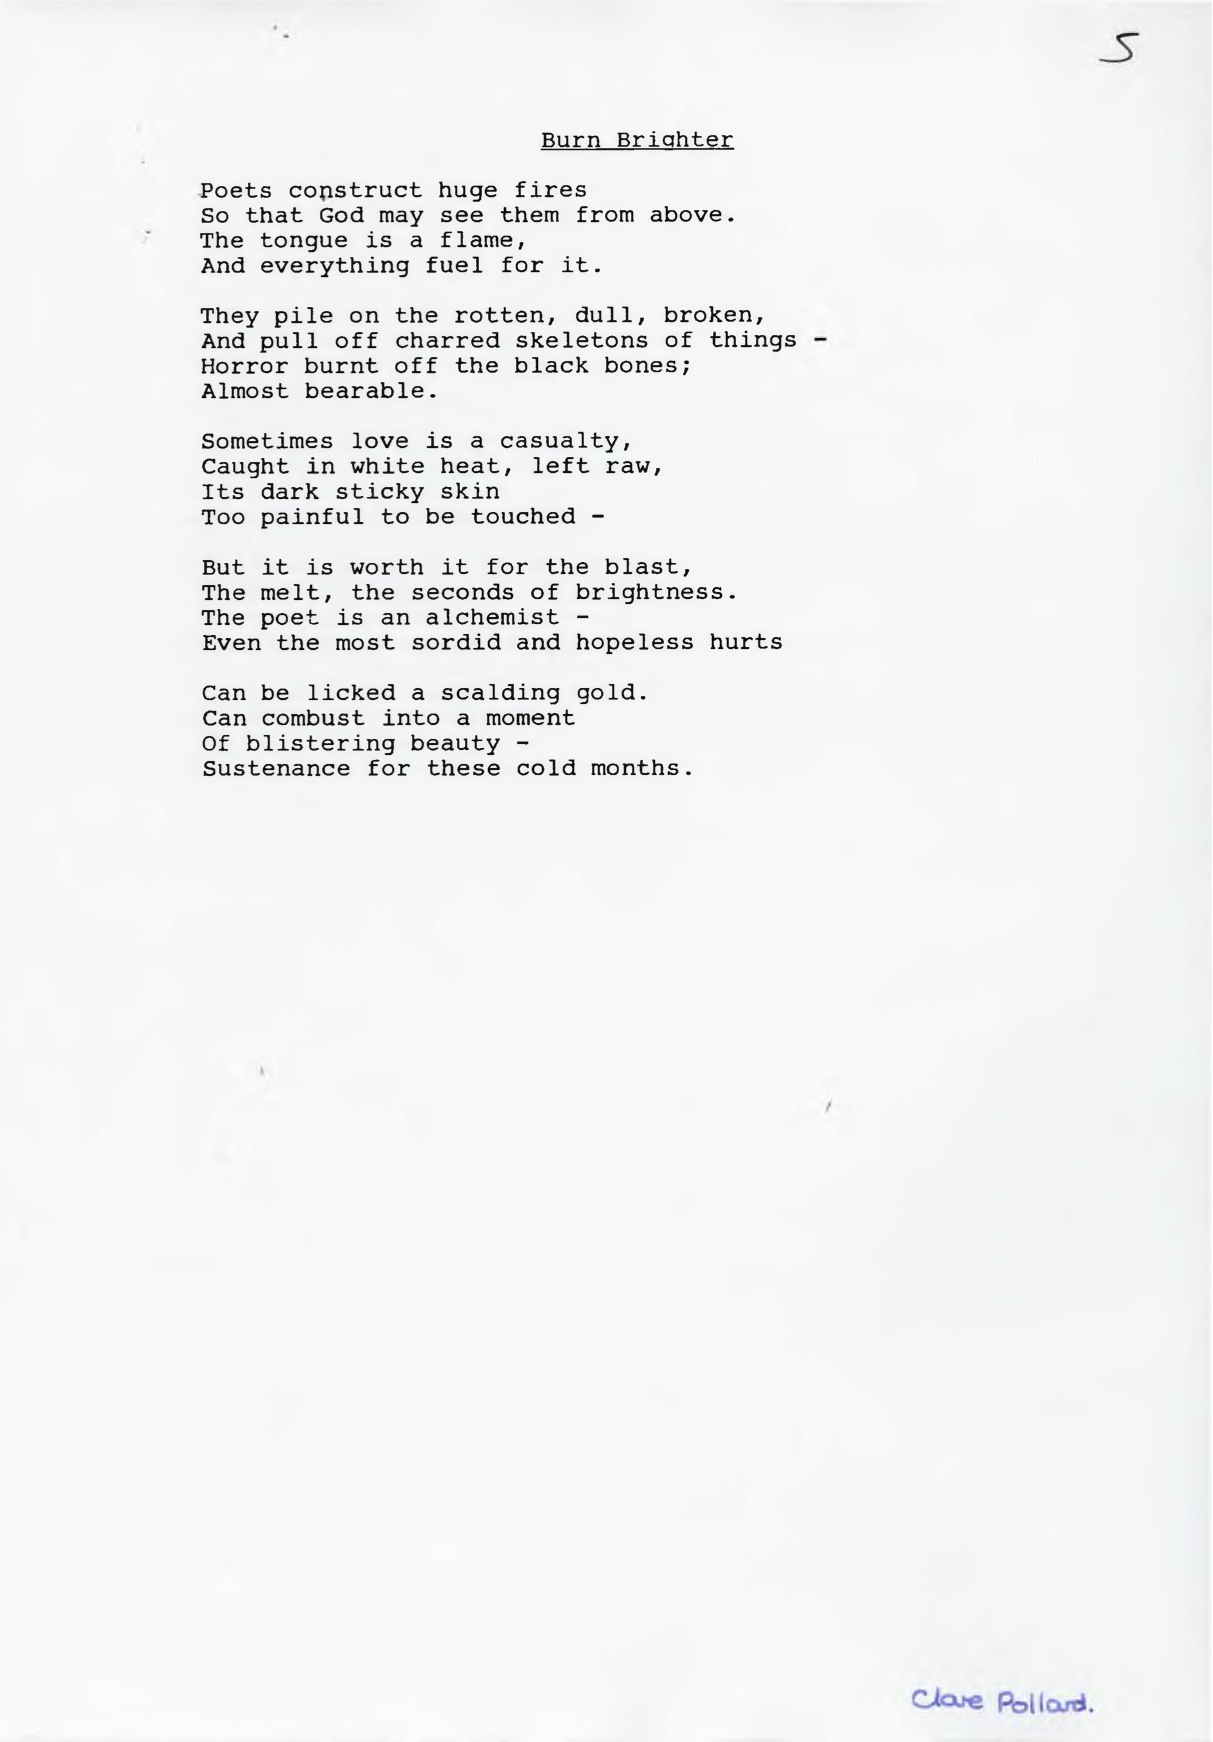 5
Burn Brighter
Poets construct huge fires
So that God may see them from above.
The tongue is a flame,
And everything fuel for it.
They pile on the rotten, dull, broken,
And pull off charred skeletons of things -
Horror burnt off the black bones;
Almost bearable.
Sometimes love is a casualty,
Caught in white heat, left raw,
Its dark sticky skin
Too painful to be touched -
But it is worth it for the blast,
The melt, the seconds of brightness.
The poet is an alchemist -
Even the most sordid and hopeless hurts
Can be licked a scalding gold.
Can combust into a moment
Of blistering beauty -
Sustenance for these cold months.
Clare Pollard.